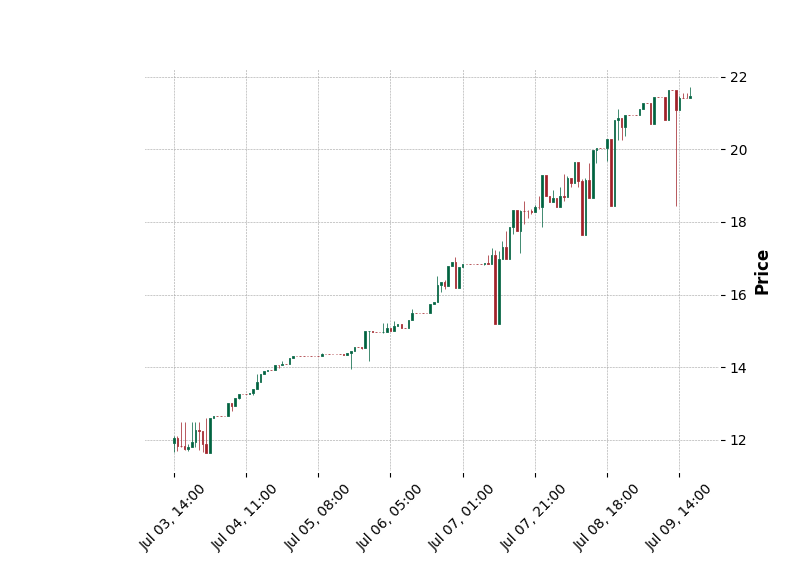 22
20
18
16
14
12
Price
Jul 03, 14:00
Jul 04, 11:00
Jul 05, 08:00
Jul 06, 05:00
Jul 07, 01:00
Jul 07, 21:00
Jul 08, 18:00
Jul 09, 14:00